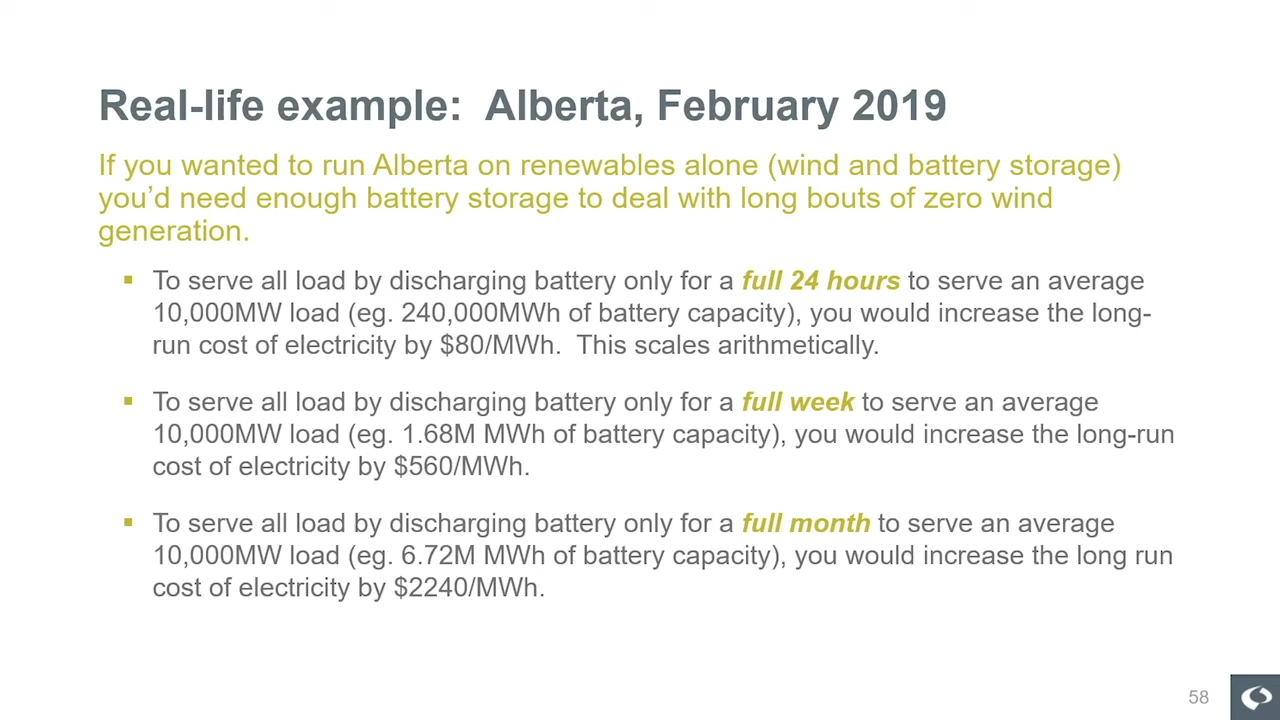 Real-life example:  Alberta, February 2019
If you wanted to run Alberta on renewables alone (wind and battery storage)
you’d need enough battery storage to deal with long bouts of zero wind
generation.
▪ To serve all load by discharging battery only for a full 24 hours to serve an average
10,000MW load (eg. 240,000MWh of battery capacity), you would increase the long-
run cost of electricity by $80/MWh.  This scales arithmetically.
▪ To serve all load by discharging battery only for a full week to serve an average
10,000MW load (eg. 1.68M MWh of battery capacity), you would increase the long-run
cost of electricity by $560/MWh.
▪ To serve all load by discharging battery only for a full month to serve an average
10,000MW load (eg. 6.72M MWh of battery capacity), you would increase the long run
cost of electricity by $2240/MWh.
58